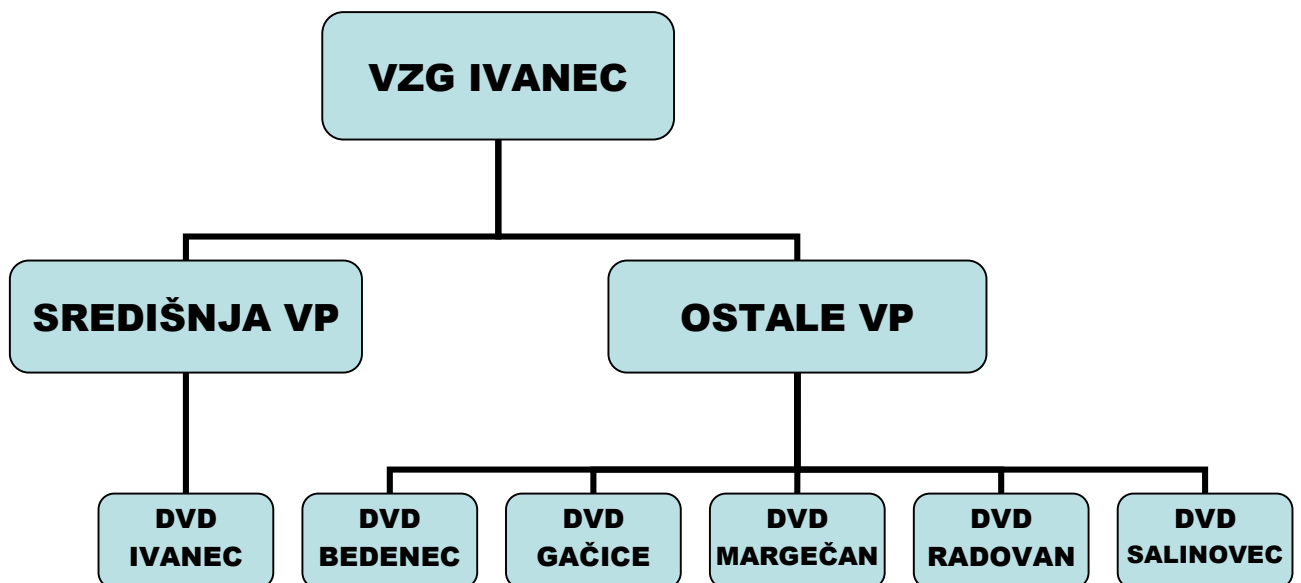 VZG IVANEC
SREDIŠNJA VP
OSTALE VP
DVD
IVANEC
DVD
BEDENEC
DVD
GAČICE
DVD
MARGEČAN
DVD
RADOVAN
DVD
SALINOVEC